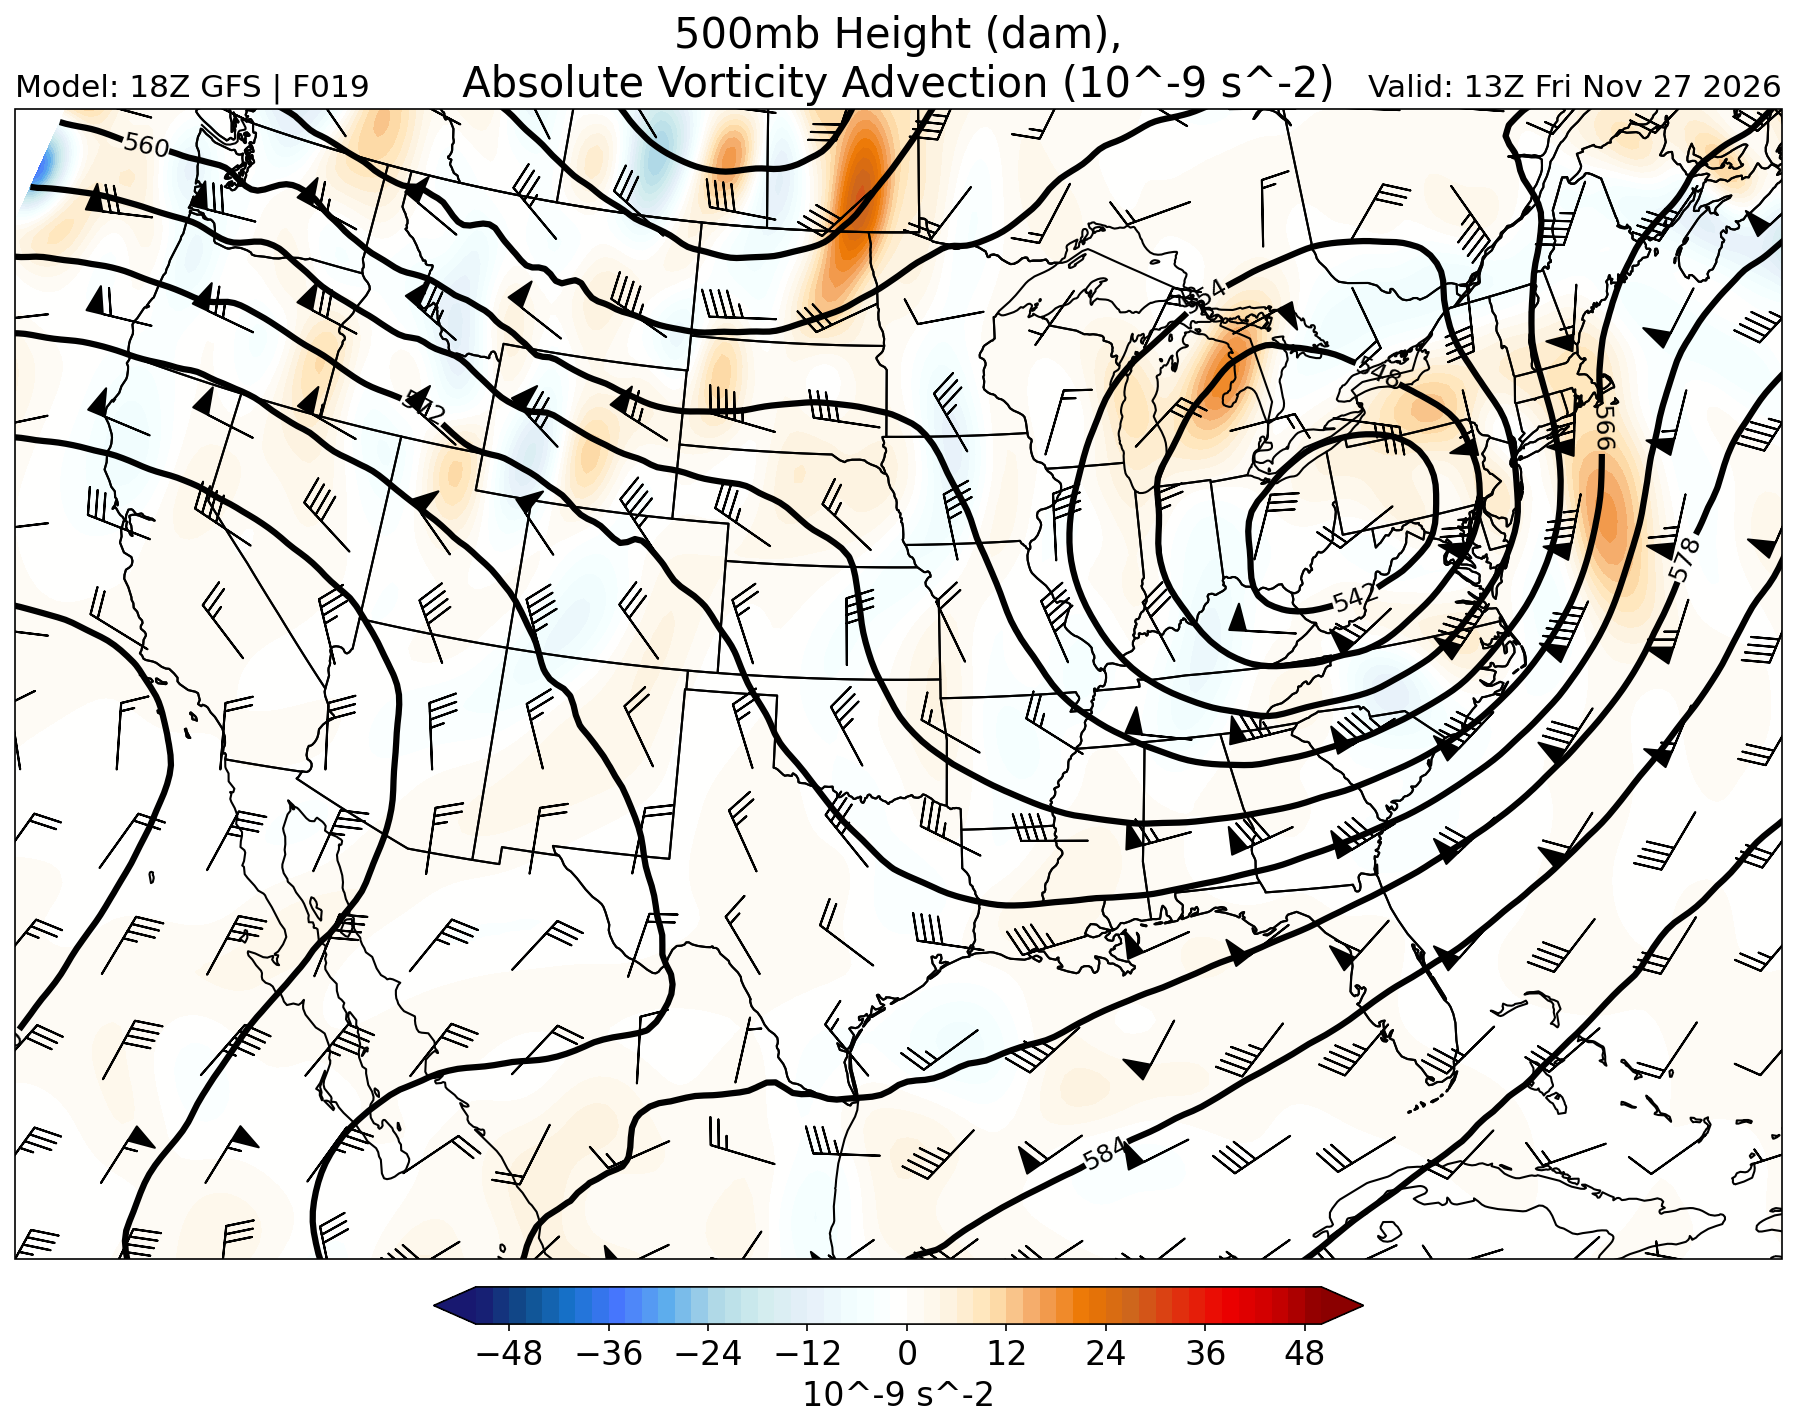 500mb Height (dam),
Model: 18Z GFS | F019
Absolute Vorticity Advection (10^-9 s^-2)
Valid: 13Z Fri Nov 27 2026
560
554
548
572
566
578
542
584
−48 −36 −24 −12 0 12 24 36 48
10^-9 s^-2